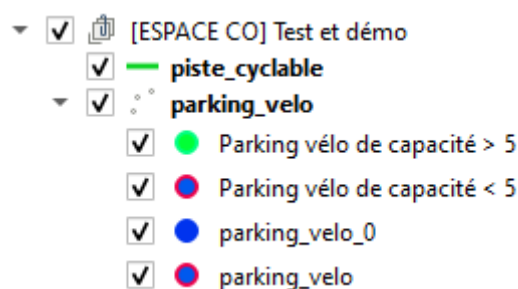 [ESPACE CO] Test et démo
piste_cyclable
parking_velo
Parking vélo de capacité > 5
Parking vélo de capacité < 5
parking_velo_0
parking_velo